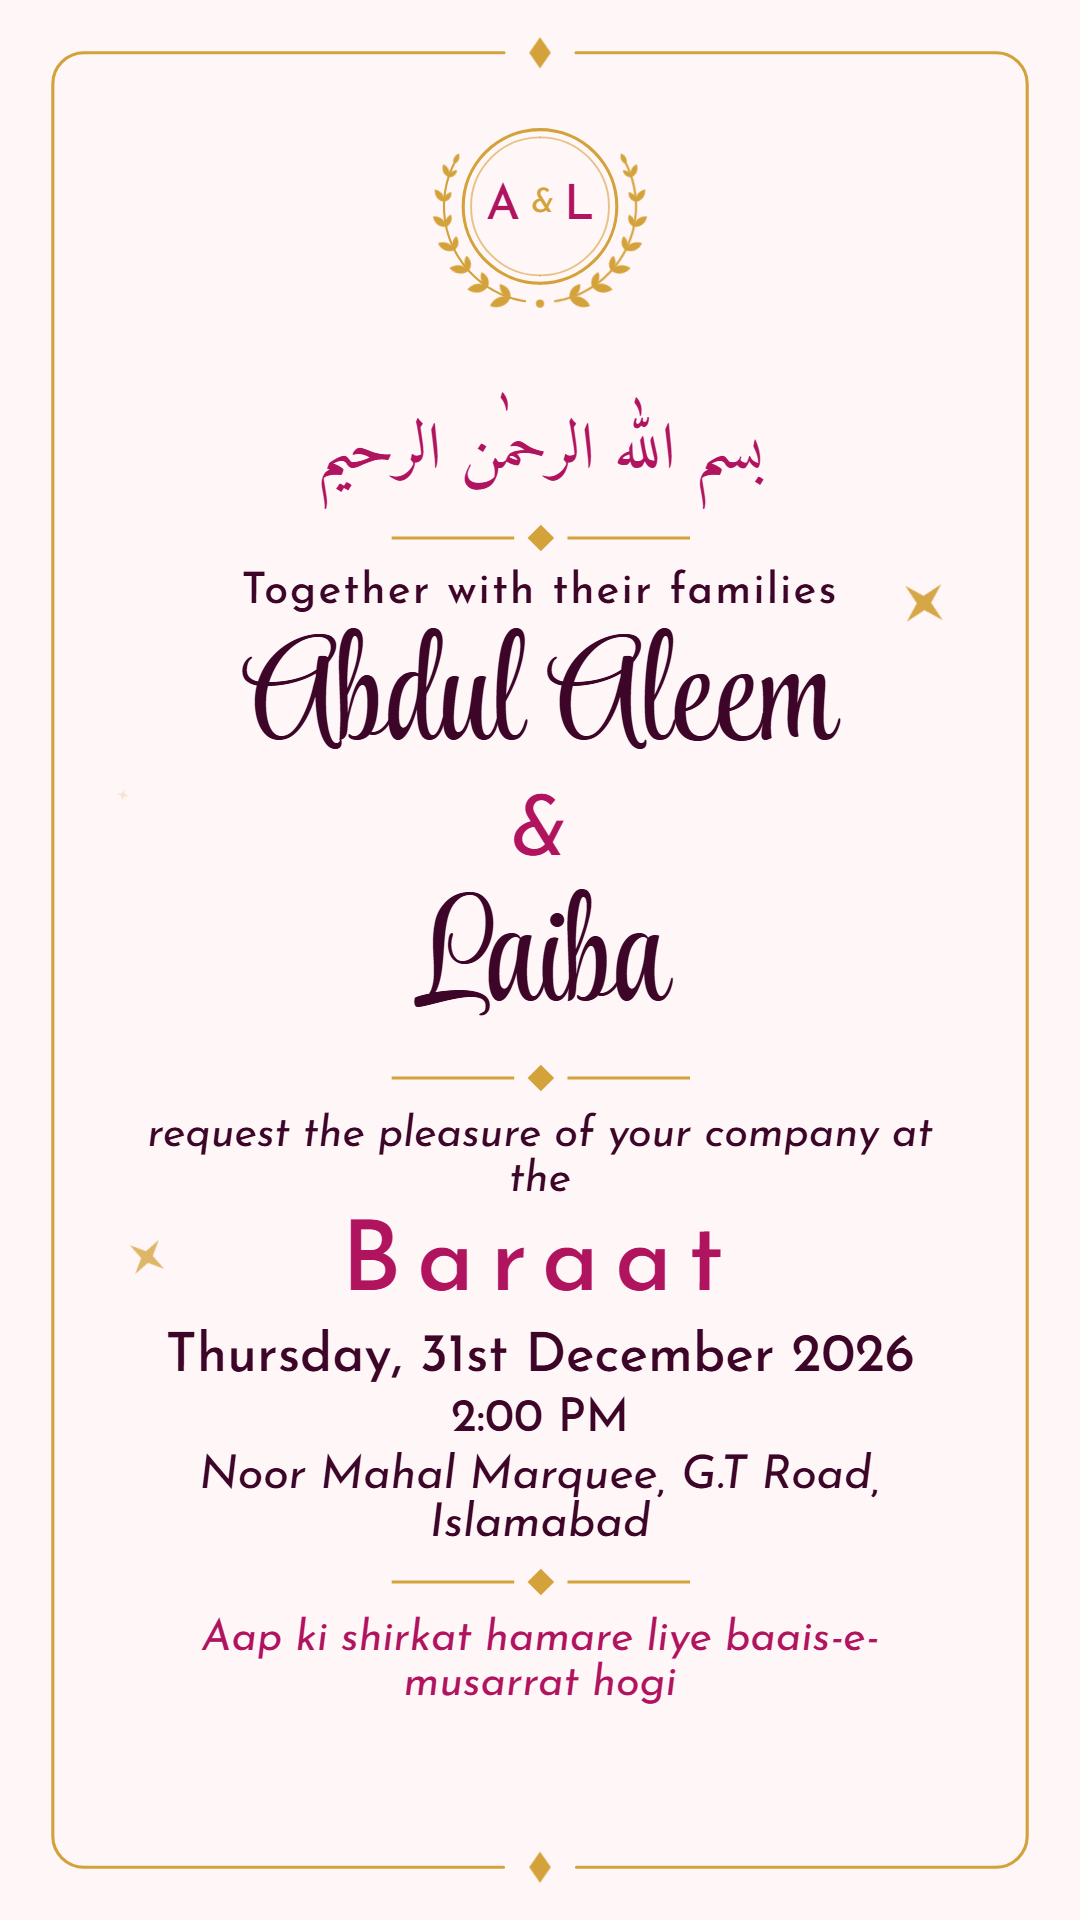 A & L
بسم الله الرحمٰن الرحيم
Together with their families
Abdul Aleem
&
Laiba
request the pleasure of your company at
the
Baraat
Thursday, 31st December 2026
2:00 PM
Noor Mahal Marquee, G.T Road,
Islamabad
Aap ki shirkat hamare liye baais-e-
musarrat hogi